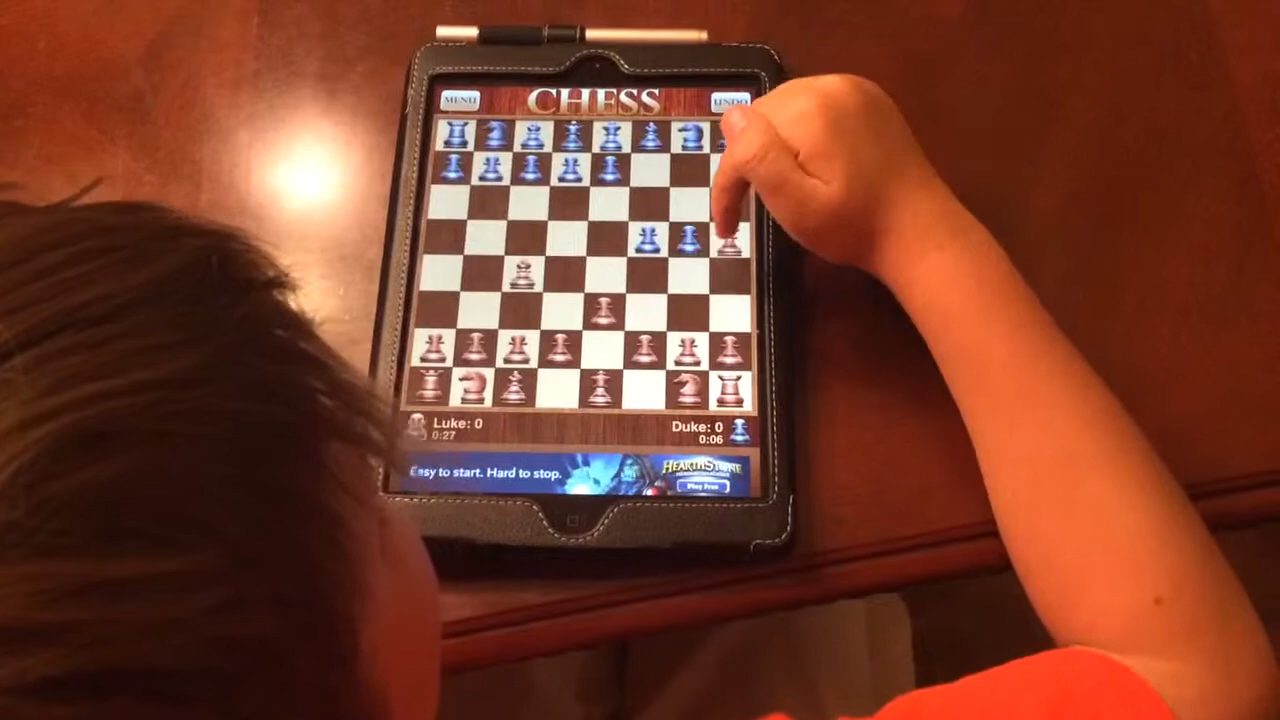 MENU
CHESS
UNDO
Luke: 0
0:27
Duke: 0
0:06
Easy to start. Hard to stop.
HEARTHSTONE
Play Free